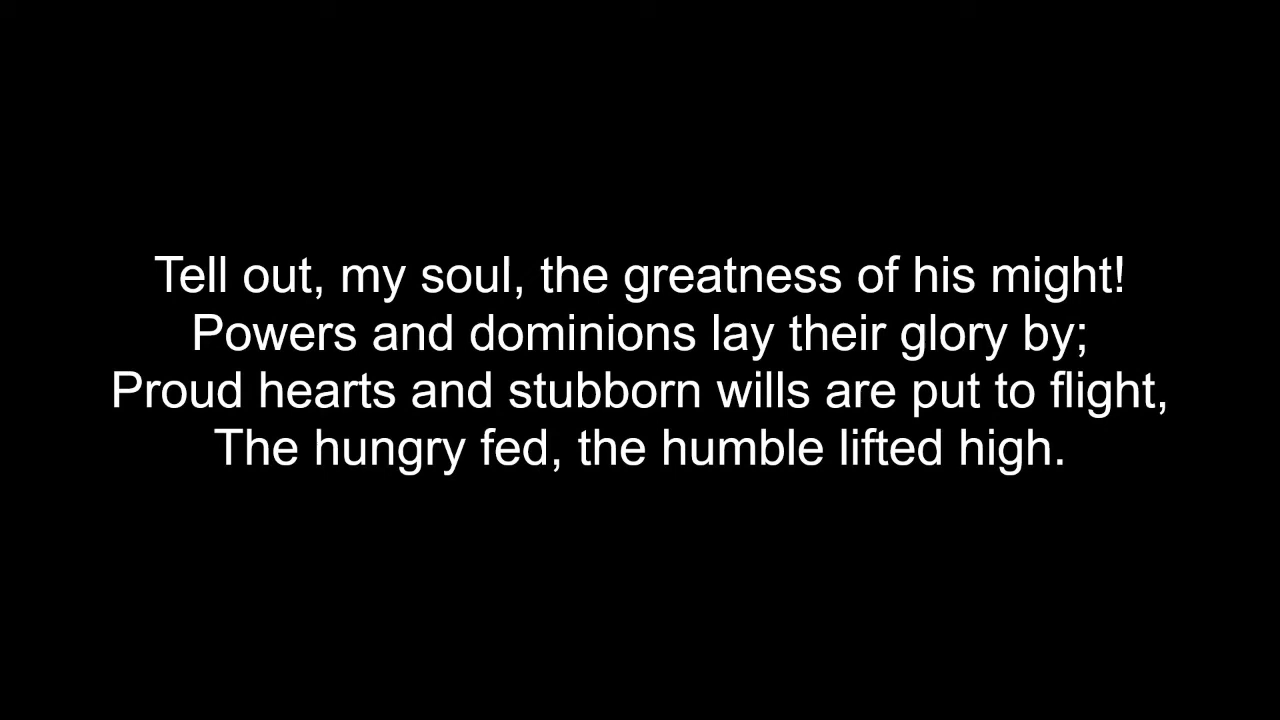 Tell out, my soul, the greatness of his might!
Powers and dominions lay their glory by;
Proud hearts and stubborn wills are put to flight,
The hungry fed, the humble lifted high.